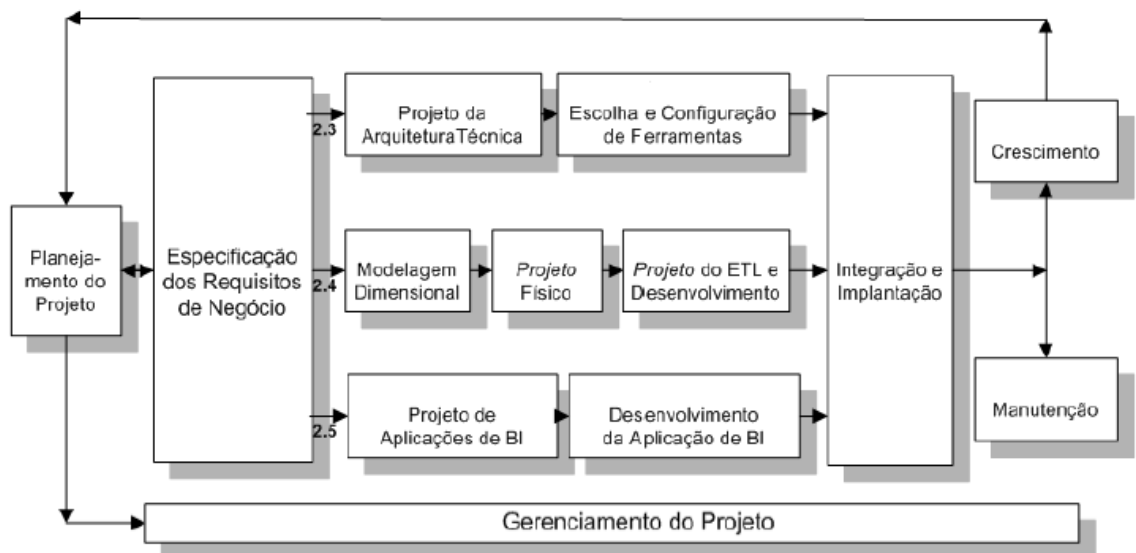 Planeja-
mento do
Projeto
Especificação
dos Requisitos
de Negócio
2.3
Projeto da
ArquiteturaTécnica
Escolha e Configuração
de Ferramentas
2.4
Modelagem
Dimensional
Projeto
Físico
Projeto do ETL e
Desenvolvimento
2.5
Projeto de
Aplicações de BI
Desenvolvimento
da Aplicação de BI
Integração e
Implantação
Crescimento
Manutenção
Gerenciamento do Projeto